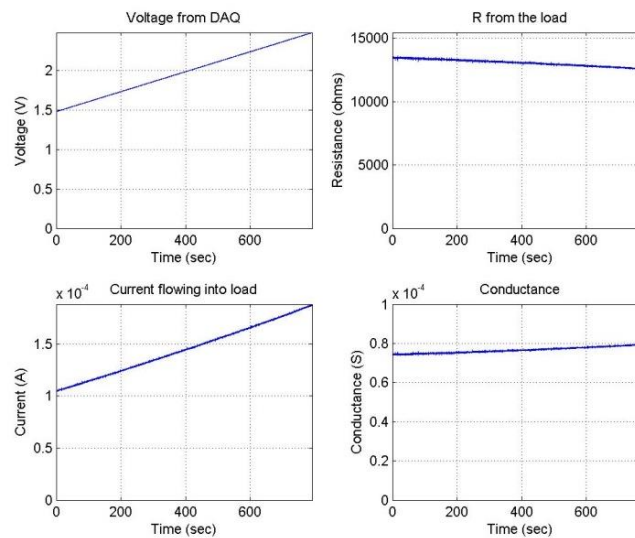 Voltage from DAQ
2
1.5
1
0.5
0
0 200 400 600
Voltage (V)
Time (sec)
R from the load
15000
10000
5000
0
0 200 400 600
Resistance (ohms)
Time (sec)
x 10^-4
Current flowing into load
1.5
1
0.5
0
0 200 400 600
Current (A)
Time (sec)
x 10^-4
Conductance
1
0.8
0.6
0.4
0.2
0
0 200 400 600
Conductance (S)
Time (sec)